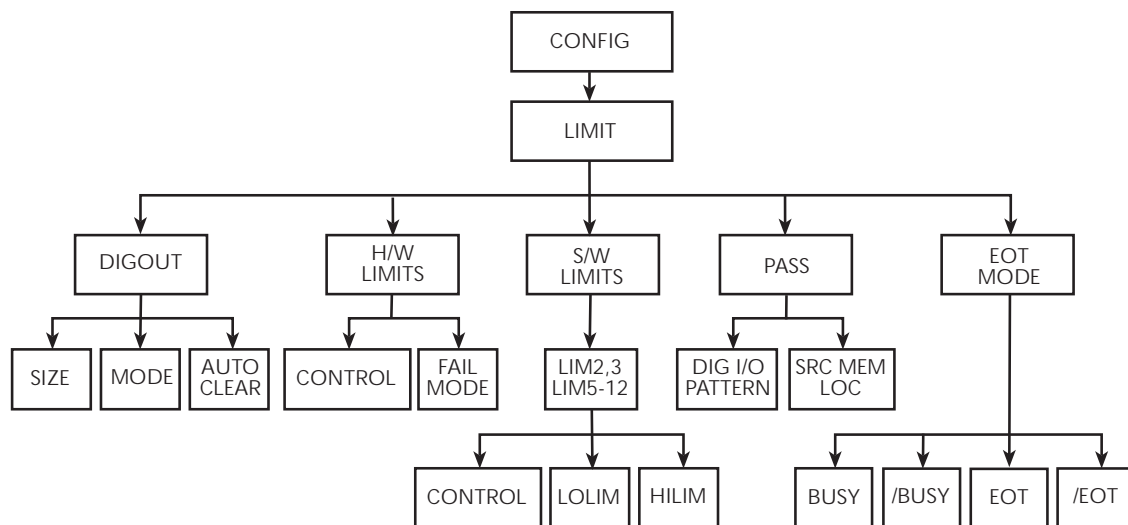 CONFIG
LIMIT
DIGOUT
H/W
LIMITS
S/W
LIMITS
PASS
EOT
MODE
SIZE
MODE
AUTO
CLEAR
CONTROL
FAIL
MODE
LIM2,3
LIM5-12
DIG I/O
PATTERN
SRC MEM
LOC
CONTROL
LOLIM
HILIM
BUSY
/BUSY
EOT
/EOT